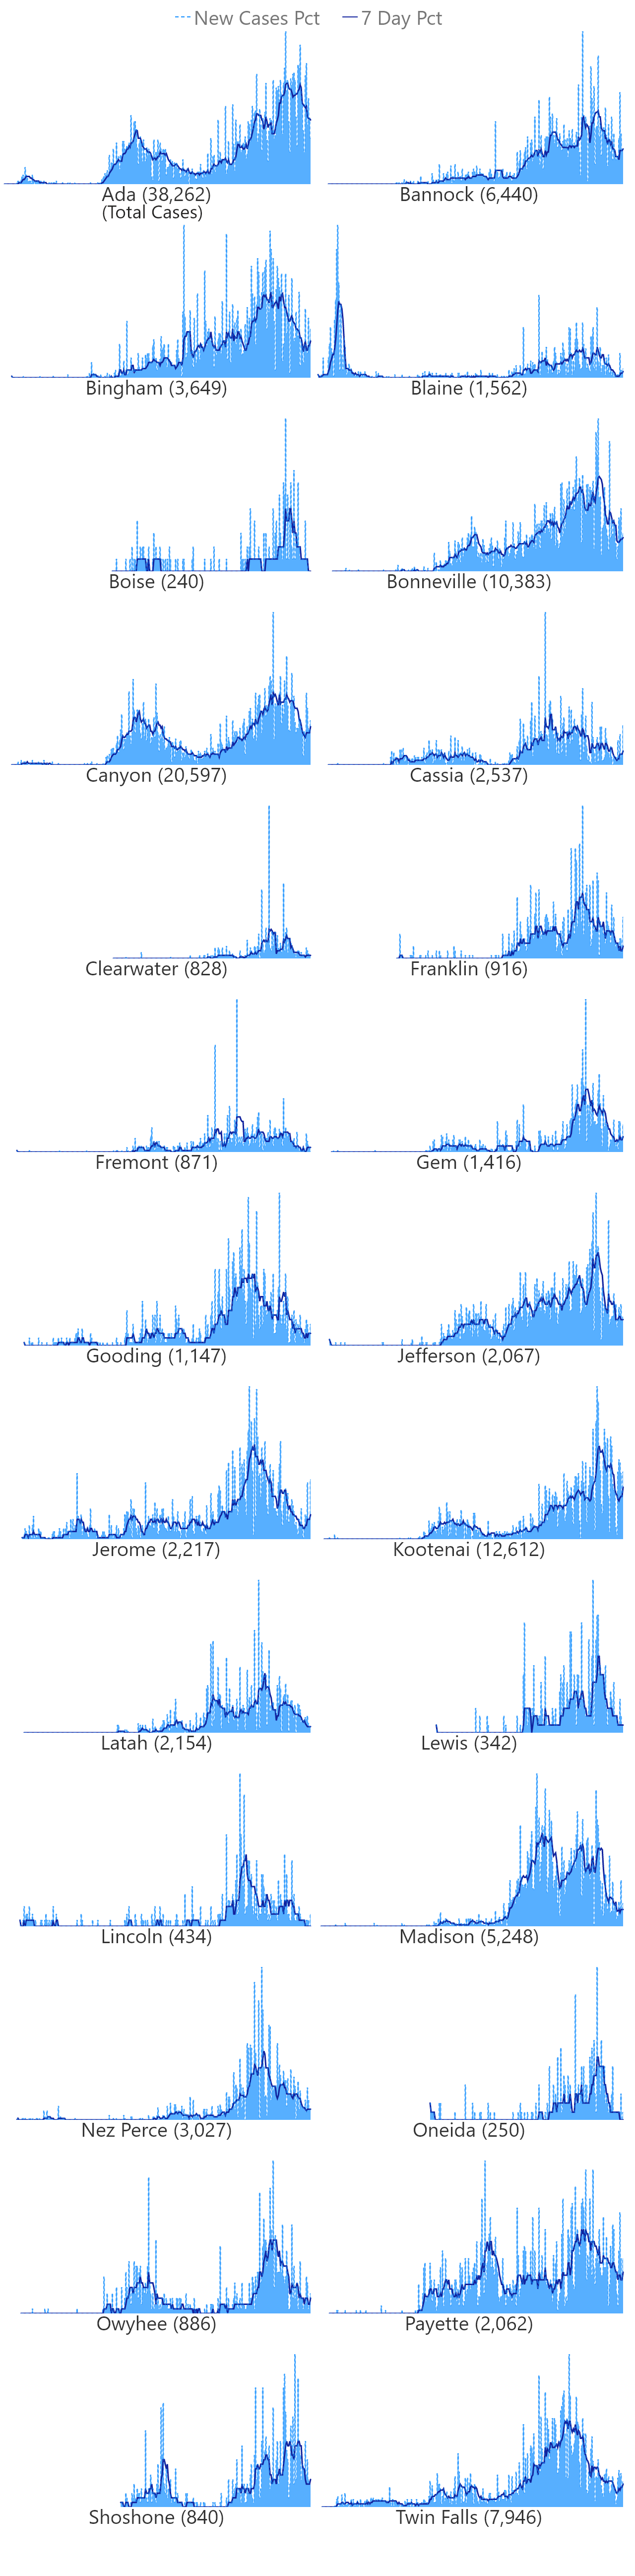 New Cases Pct 7 Day Pct
Ada (38,262) Bannock (6,440)
(Total Cases)
Bingham (3,649) Blaine (1,562)
Boise (240) Bonneville (10,383)
Canyon (20,597) Cassia (2,537)
Clearwater (828) Franklin (916)
Fremont (871) Gem (1,416)
Gooding (1,147) Jefferson (2,067)
Jerome (2,217) Kootenai (12,612)
Latah (2,154) Lewis (342)
Lincoln (434) Madison (5,248)
Nez Perce (3,027) Oneida (250)
Owyhee (886) Payette (2,062)
Shoshone (840) Twin Falls (7,946)